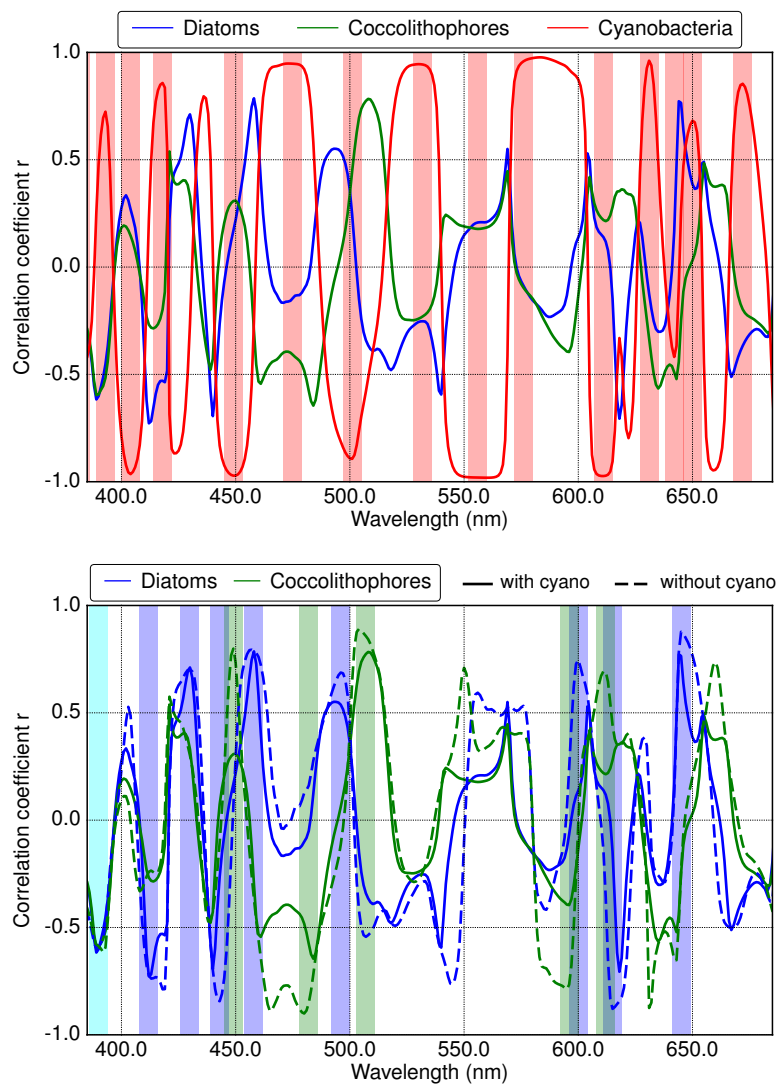 Diatoms Coccolithophores Cyanobacteria
1.0
0.5
0.0
-0.5
-1.0
Correlation coefficient r
400.0 450.0 500.0 550.0 600.0 650.0
Wavelength (nm)
Diatoms Coccolithophores with cyano without cyano
1.0
0.5
0.0
-0.5
-1.0
Correlation coefficient r
400.0 450.0 500.0 550.0 600.0 650.0
Wavelength (nm)